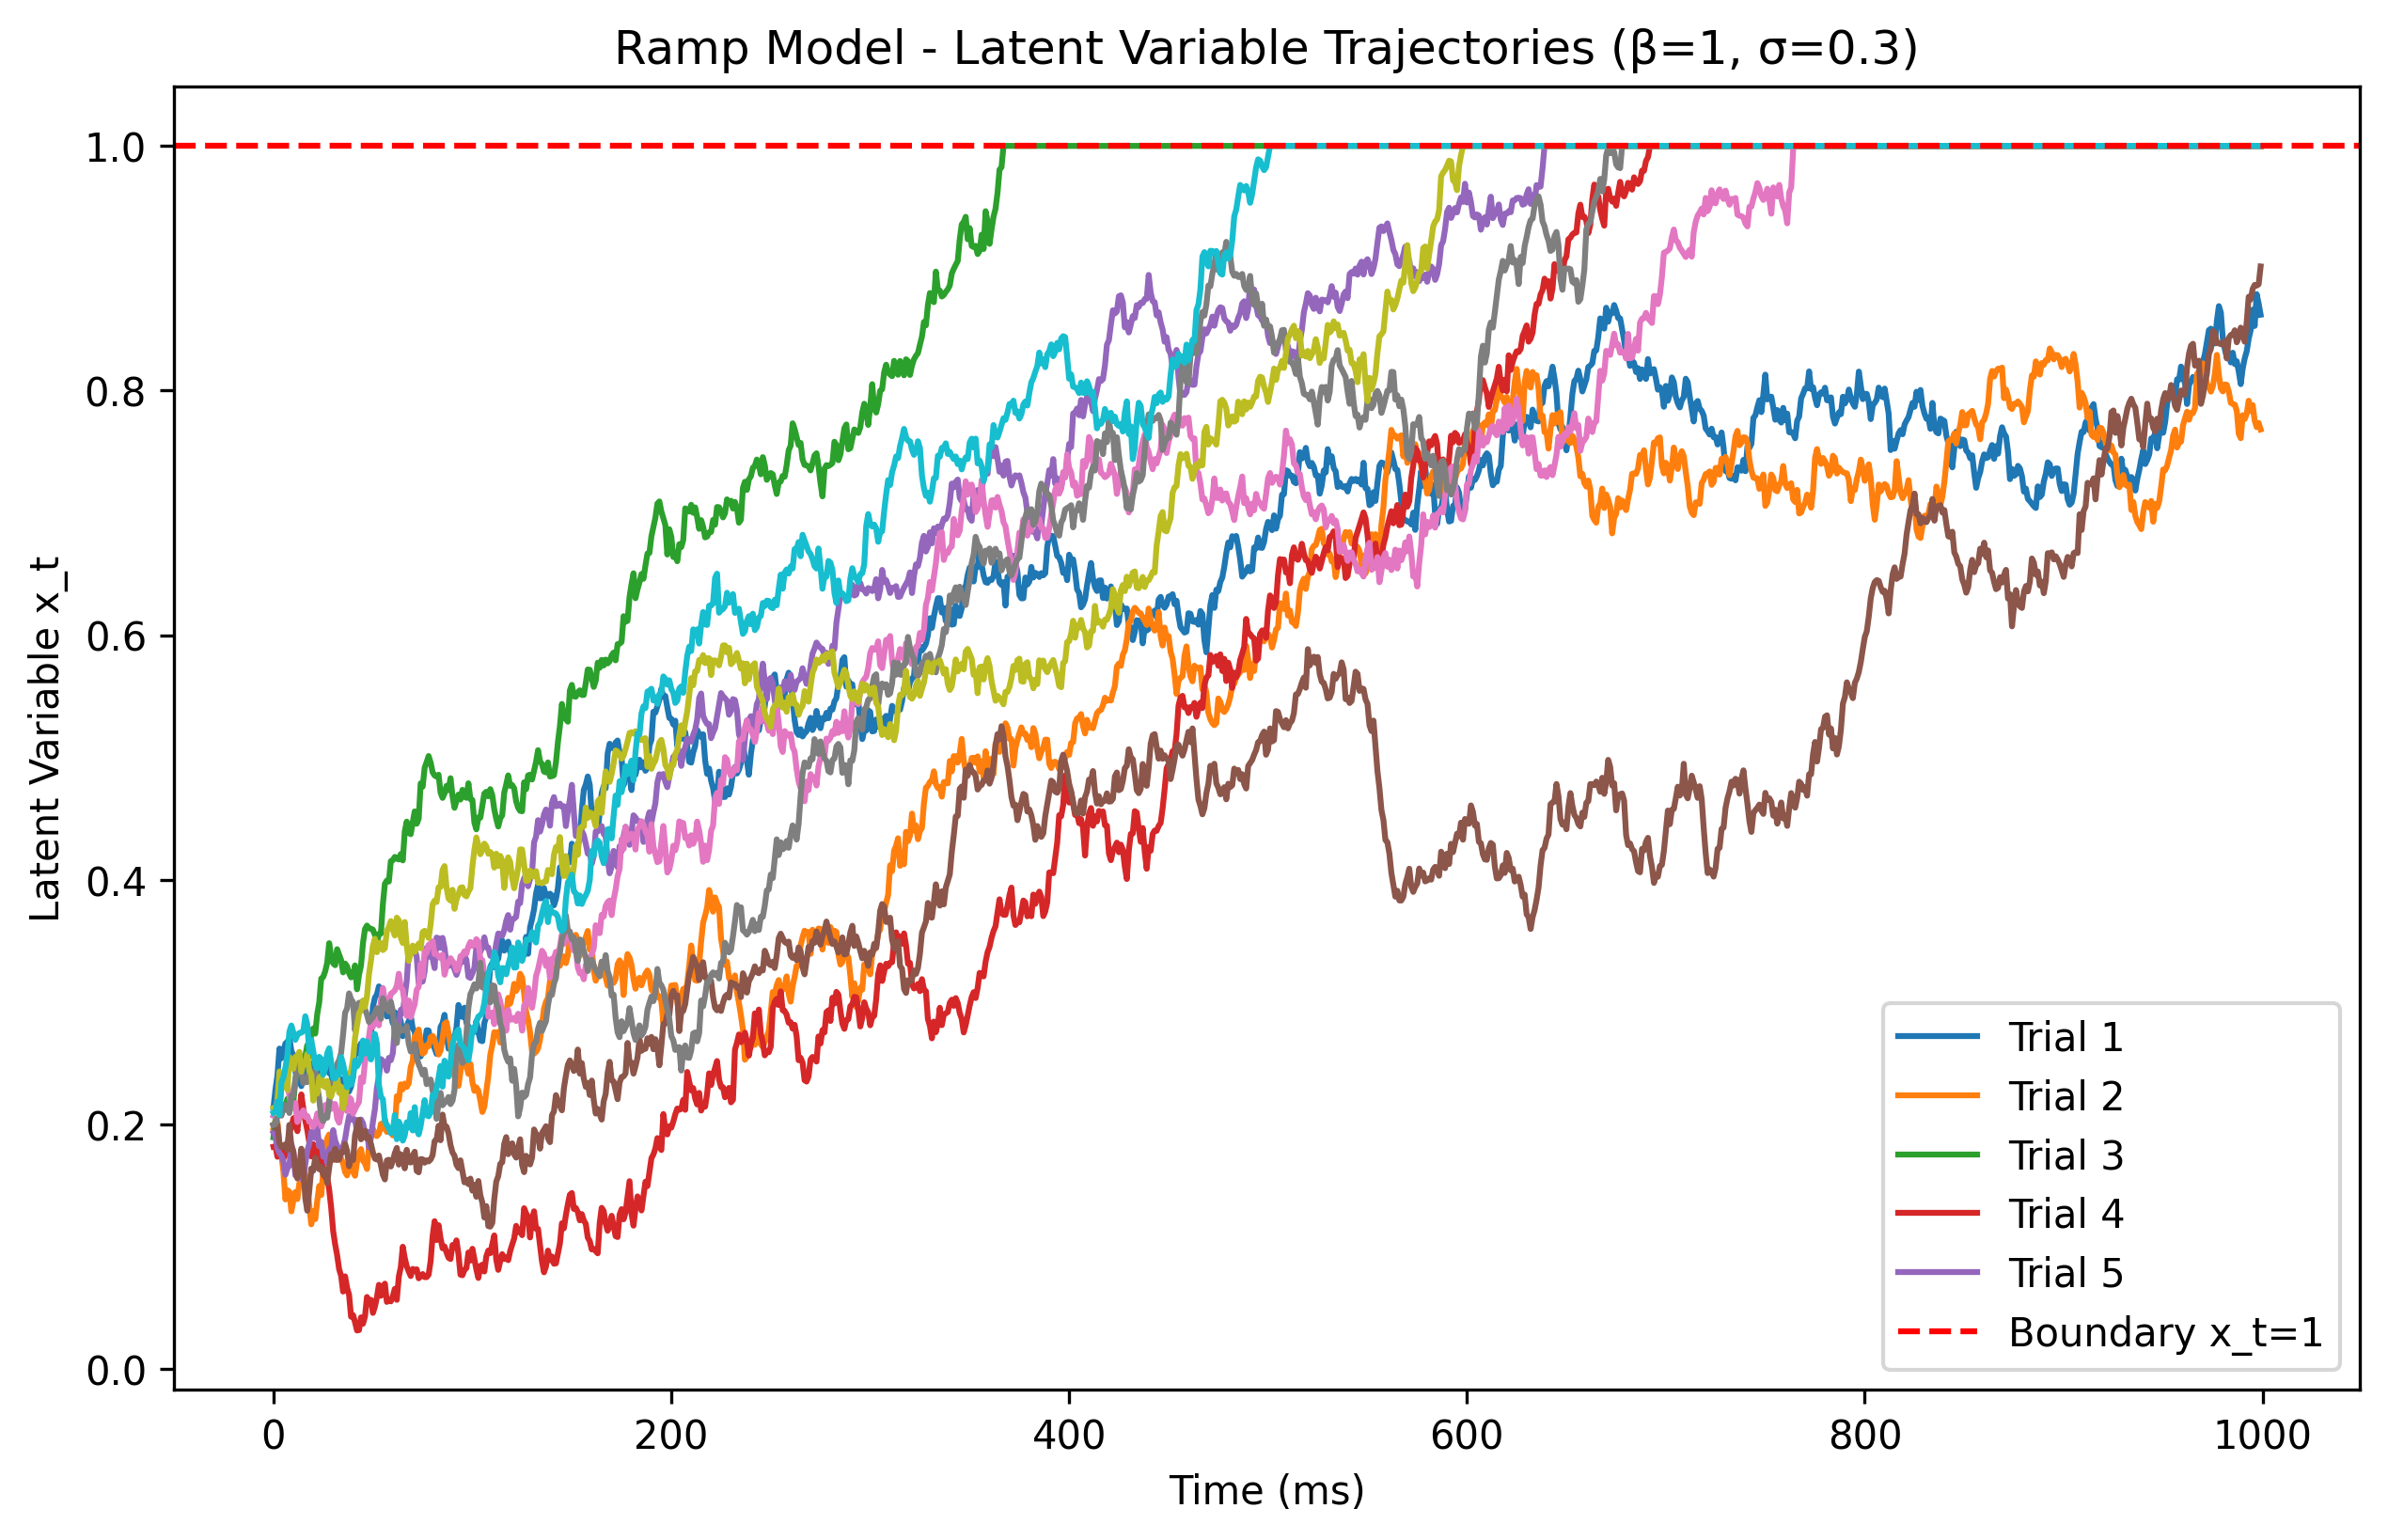 Ramp Model - Latent Variable Trajectories (β=1, σ=0.3)
Latent Variable x_t
1.0
0.8
0.6
0.4
0.2
0.0
0
200
400
600
800
1000
Time (ms)
Trial 1
Trial 2
Trial 3
Trial 4
Trial 5
Boundary x_t=1